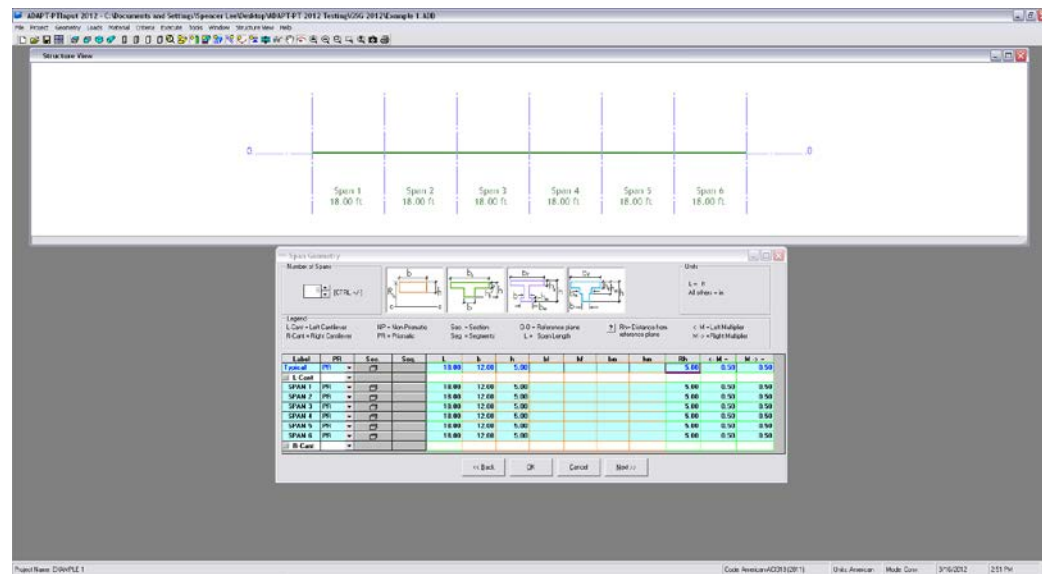 ADAPT-PTInput 2012 - C:\Documents and Settings\Spencer Lee\Desktop\ADAPT-PT 2012 Testing\GSG 2012\Example 1.ADB
File Project Geometry Loads Material Criteria Execute Tools Window Structure View Help
Structure View
Span 1 Span 2 Span 3 Span 4 Span 5 Span 6
18.00 ft 18.00 ft 18.00 ft 18.00 ft 18.00 ft 18.00 ft
Span Geometry
Number of Spans
Units
(CTRL +/-)
L = ft
All others = in
Legend
L-Cant = Left Cantilever NP = Non-Prismatic Sec. = Section O-O = Reference plane ? Rh= Distance from reference plane <-M = Left Multiplier
R-Cant = Right Cantilever PR = Prismatic Seg. = Segments L = Span Length M-> = Right Multiplier
Label PR Sec. Seg. L b h bf hf bm hm Rh <-M = M-> =
Typical PR 18.00 12.00 5.00 5.00 0.50 0.50
L-Cant
SPAN 1 PR 18.00 12.00 5.00 5.00 0.50 0.50
SPAN 2 PR 18.00 12.00 5.00 5.00 0.50 0.50
SPAN 3 PR 18.00 12.00 5.00 5.00 0.50 0.50
SPAN 4 PR 18.00 12.00 5.00 5.00 0.50 0.50
SPAN 5 PR 18.00 12.00 5.00 5.00 0.50 0.50
SPAN 6 PR 18.00 12.00 5.00 5.00 0.50 0.50
R-Cant
<< Back OK Cancel Next >>
Project Name: EXAMPLE 1 Code: American-ACI318 (2011) Units: American Mode: Conv. 3/16/2012 2:51 PM